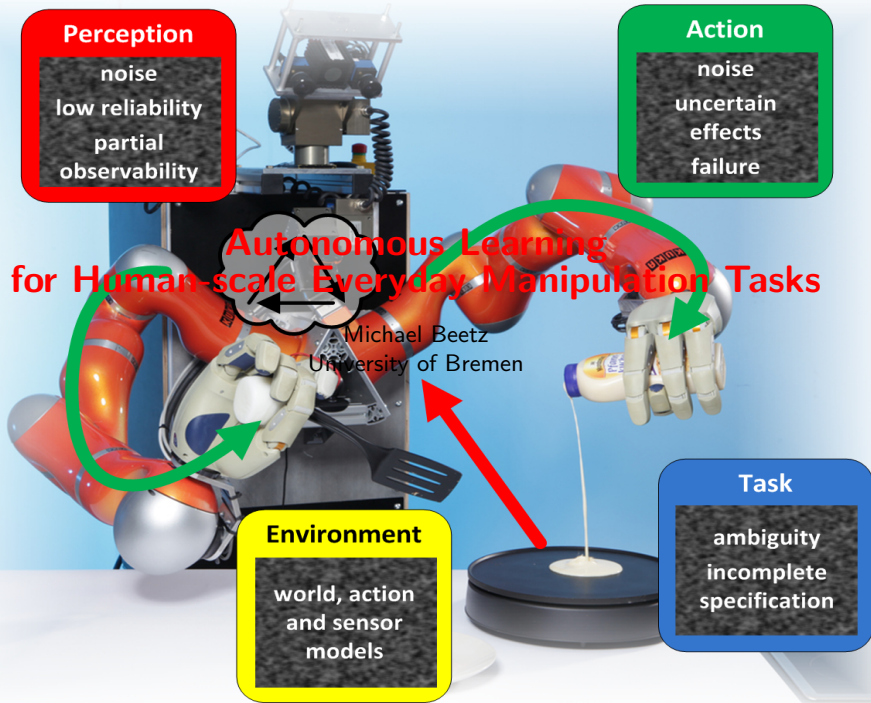 Perception
noise
low reliability
partial
observability
Action
noise
uncertain
effects
failure
Autonomous Learning
for Human-scale Everyday Manipulation Tasks
Michael Beetz
University of Bremen
Environment
world, action
and sensor
models
Task
ambiguity
incomplete
specification